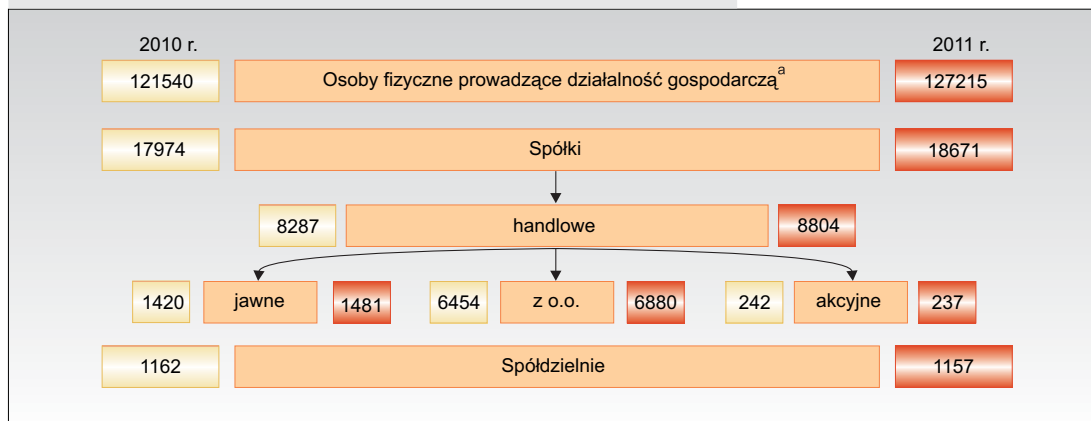 2010 r. 2011 r.
121540 Osoby fizyczne prowadzące działalność gospodarczą^a 127215
17974 Spółki 18671
8287 handlowe 8804
1420 jawne 1481 6454 z o.o. 6880 242 akcyjne 237
1162 Spółdzielnie 1157